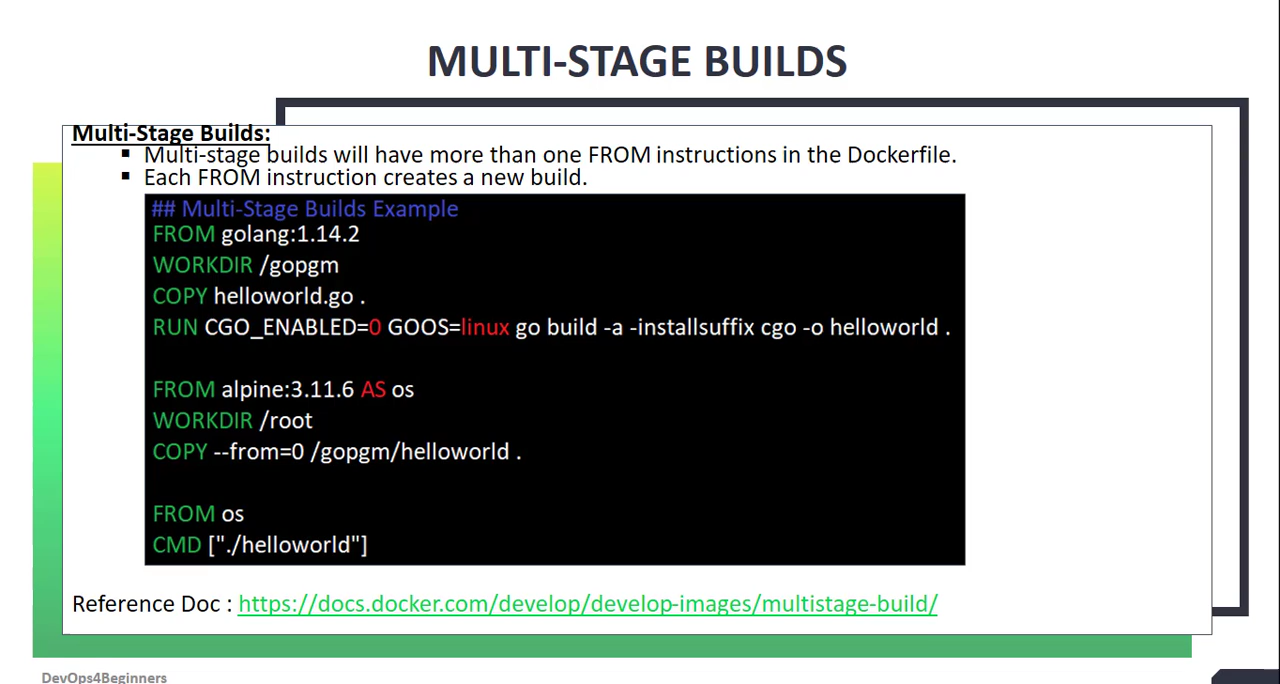 MULTI-STAGE BUILDS
Multi-Stage Builds:
▪ Multi-stage builds will have more than one FROM instructions in the Dockerfile.
▪ Each FROM instruction creates a new build.
## Multi-Stage Builds Example
FROM golang:1.14.2
WORKDIR /gopgm
COPY helloworld.go .
RUN CGO_ENABLED=0 GOOS=linux go build -a -installsuffix cgo -o helloworld .
FROM alpine:3.11.6 AS os
WORKDIR /root
COPY --from=0 /gopgm/helloworld .
FROM os
CMD ["./helloworld"]
Reference Doc : https://docs.docker.com/develop/develop-images/multistage-build/
DevOps4Beginners